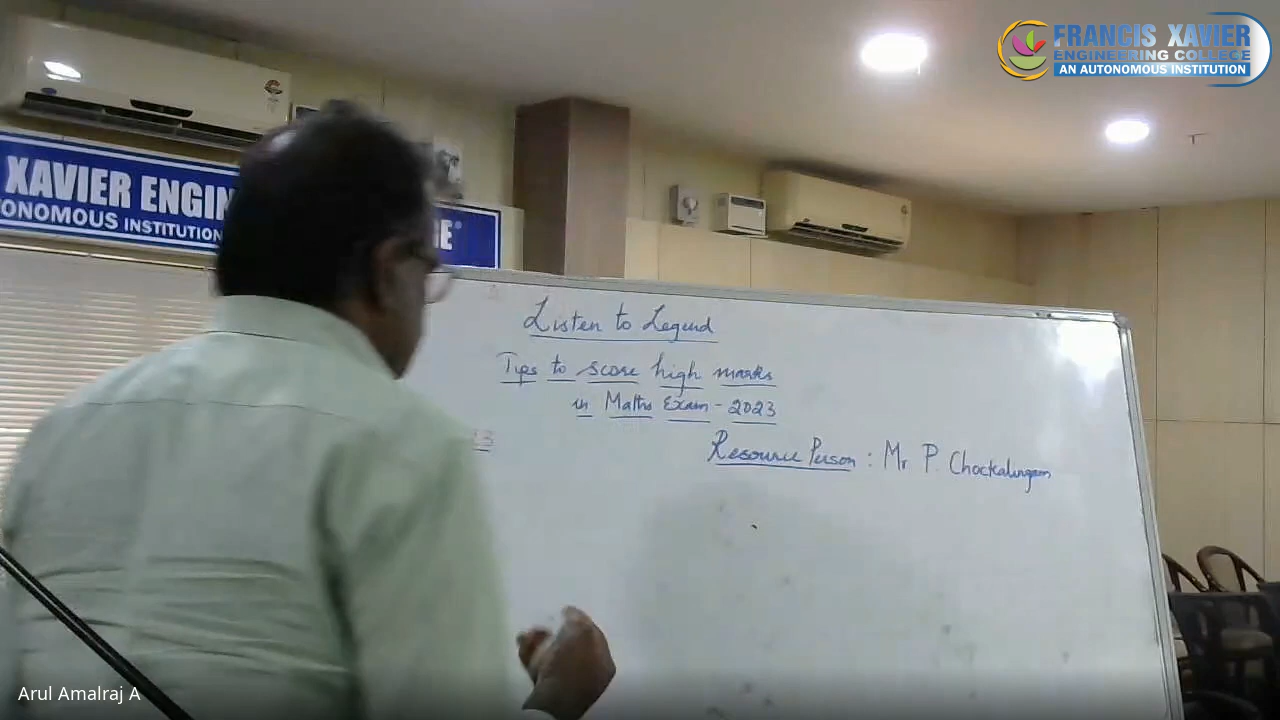 FRANCIS XAVIER
ENGINEERING COLLEGE
AN AUTONOMOUS INSTITUTION
XAVIER ENGIN
ONOMOUS INSTITUTION
E
Listen to Legend
Tips to score high marks
in Maths Exam - 2023
Resource Person : Mr P. Chockalingam
Arul Amalraj A